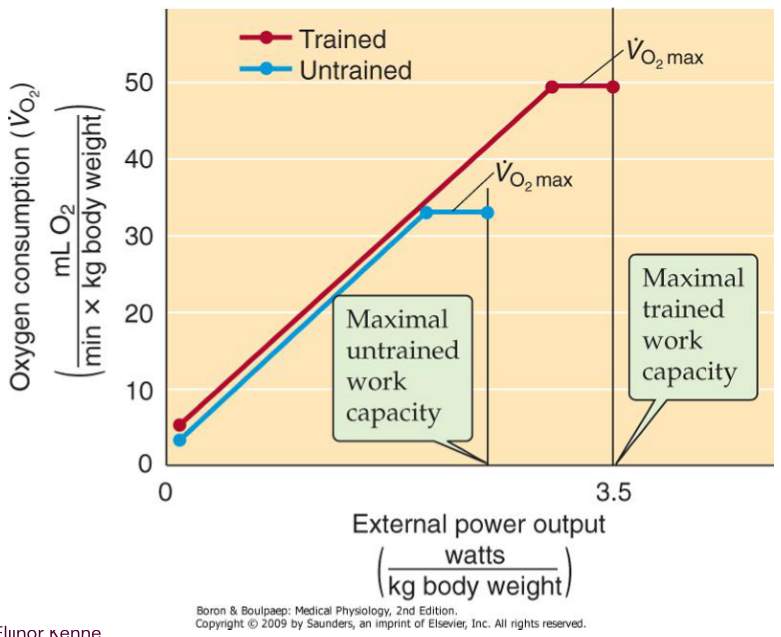 Trained
Untrained
V̇O₂ max
V̇O₂ max
Oxygen consumption (V̇O₂)
(mL O₂
min × kg body weight)
50
40
30
20
10
0
Maximal
untrained
work
capacity
Maximal
trained
work
capacity
0
3.5
External power output
(watts
kg body weight)
Boron & Boulpaep: Medical Physiology, 2nd Edition.
Copyright © 2009 by Saunders, an imprint of Elsevier, Inc. All rights reserved.